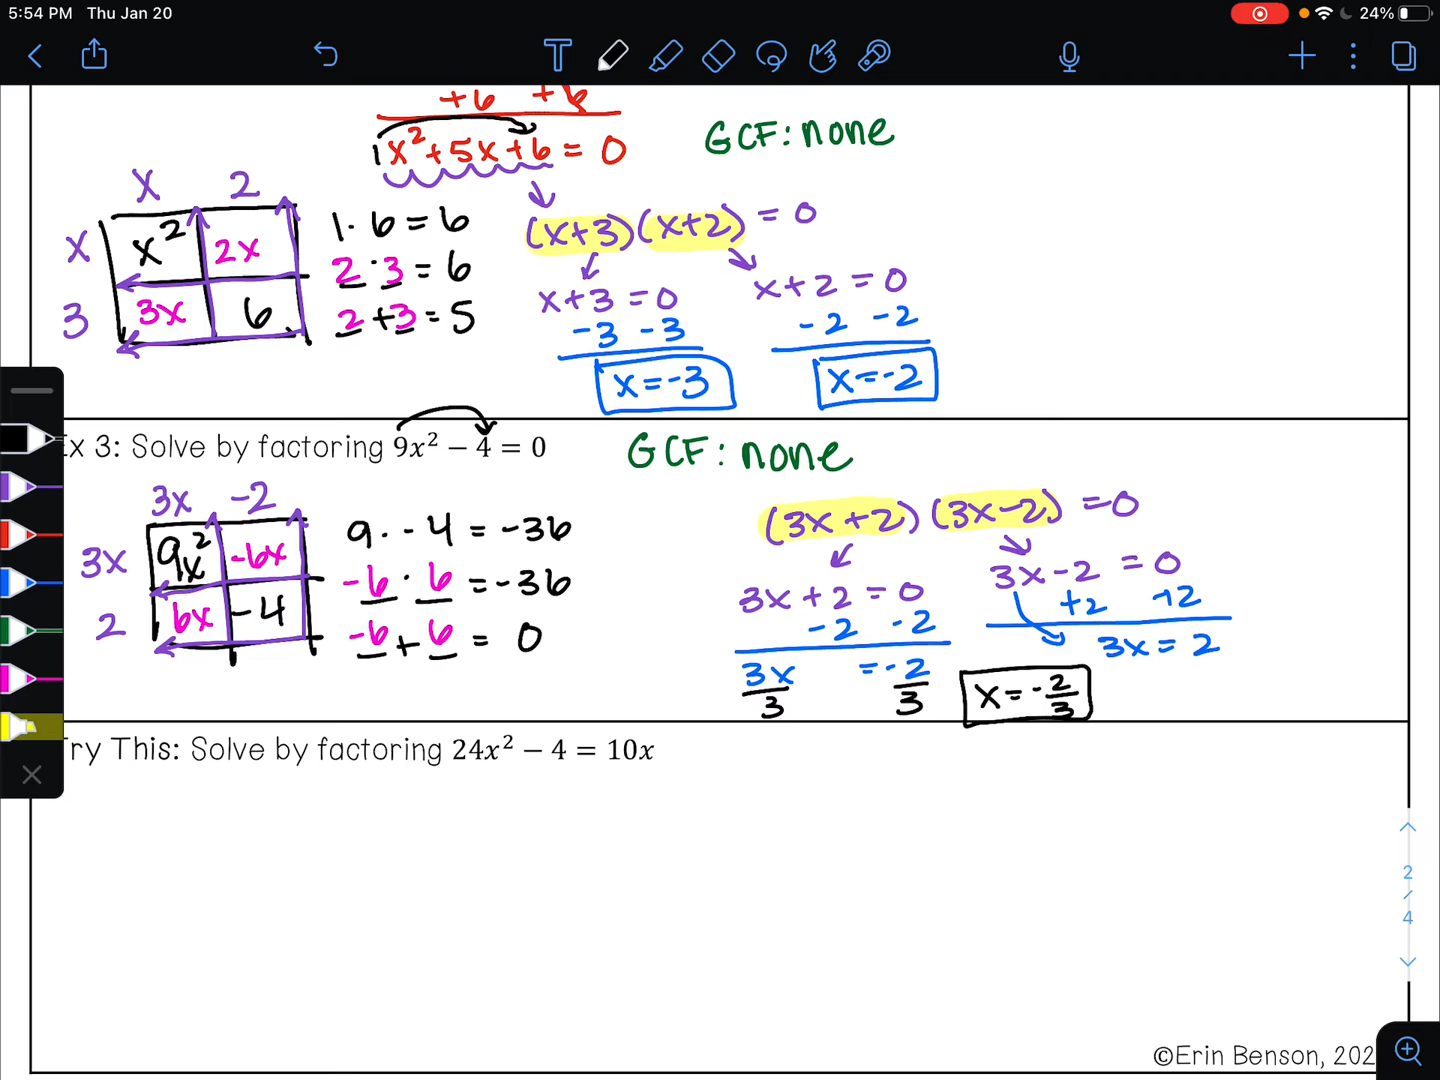 5:54 PM Thu Jan 20
24%
+6 +6
1x² + 5x + 6 = 0
GCF: none
x 2
x x² 2x
3 3x 6
1 · 6 = 6
2 · 3 = 6
2 + 3 = 5
(x+3)(x+2) = 0
x+3 = 0
-3 -3
x = -3
x+2 = 0
-2 -2
x = -2
Ex 3: Solve by factoring 9x² − 4 = 0
GCF: none
3x -2
3x 9x² -6x
2 6x -4
9 · -4 = -36
-6 · 6 = -36
-6 + 6 = 0
(3x+2)(3x-2) = 0
3x + 2 = 0
-2 -2
3x = -2
3 3
x = -2/3
3x - 2 = 0
+2 +2
3x = 2
Try This: Solve by factoring 24x² − 4 = 10x
2
/
4
©Erin Benson, 202